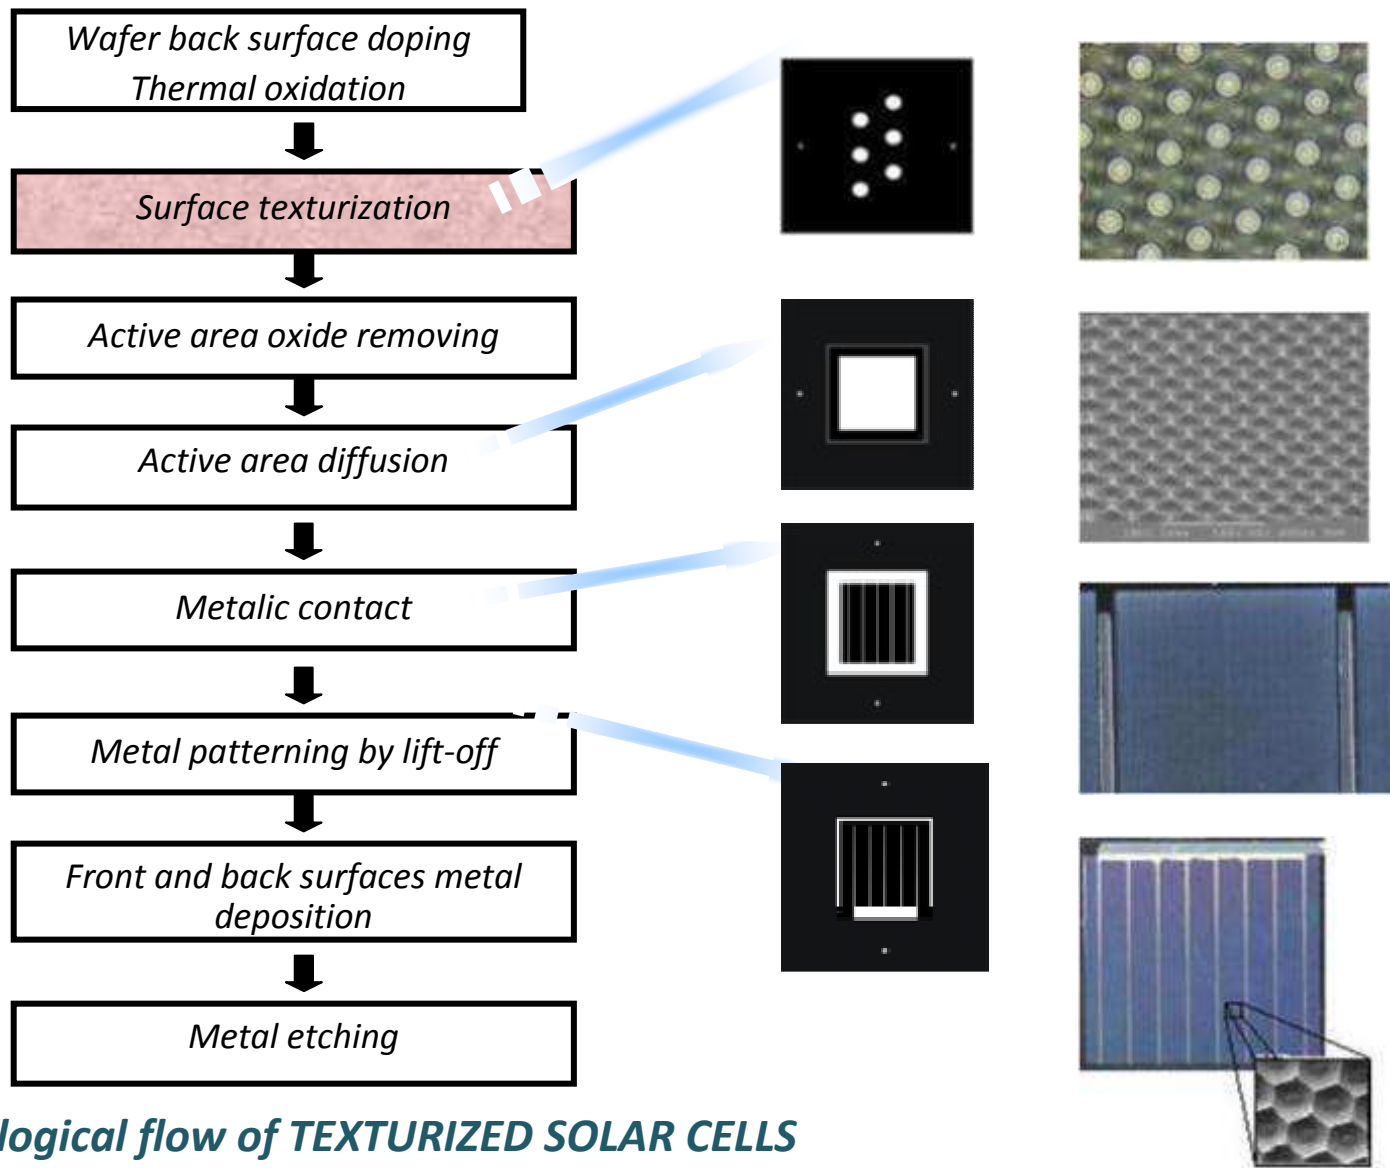 Wafer back surface doping
Thermal oxidation
Surface texturization
Active area oxide removing
Active area diffusion
Metalic contact
Metal patterning by lift-off
Front and back surfaces metal
deposition
Metal etching
logical flow of TEXTURIZED SOLAR CELLS